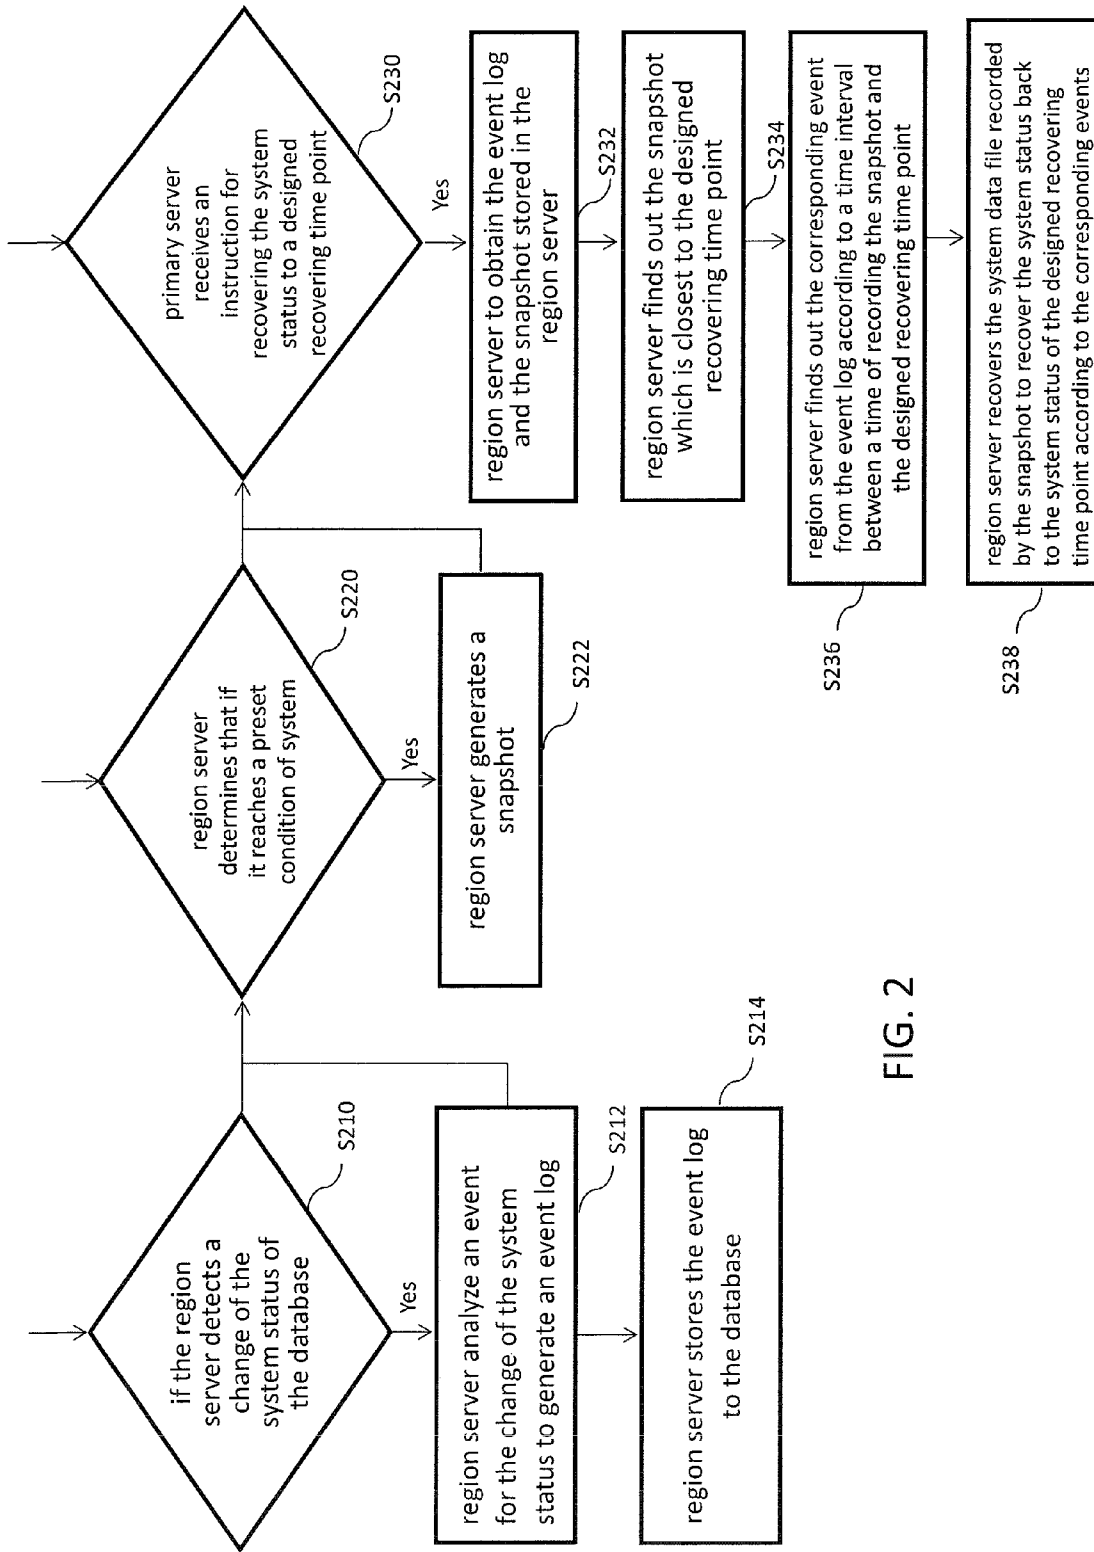 if the region
server detects a
change of the
system status of
the database
S210
Yes
region server analyze an event
for the change of the system
status to generate an event log
S212
region server stores the event log
to the database
S214
region server
determines that if
it reaches a preset
condition of system
S220
Yes
region server generates a
snapshot
S222
primary server
receives an
instruction for
recovering the system
status to a designed
recovering time point
S230
Yes
region server to obtain the event log
and the snapshot stored in the
region server
S232
region server finds out the snapshot
which is closest to the designed
recovering time point
S234
region server finds out the corresponding event
from the event log according to a time interval
between a time of recording the snapshot and
the designed recovering time point
S236
region server recovers the system data file recorded
by the snapshot to recover the system status back
to the system status of the designed recovering
time point according to the corresponding events
S238
FIG. 2